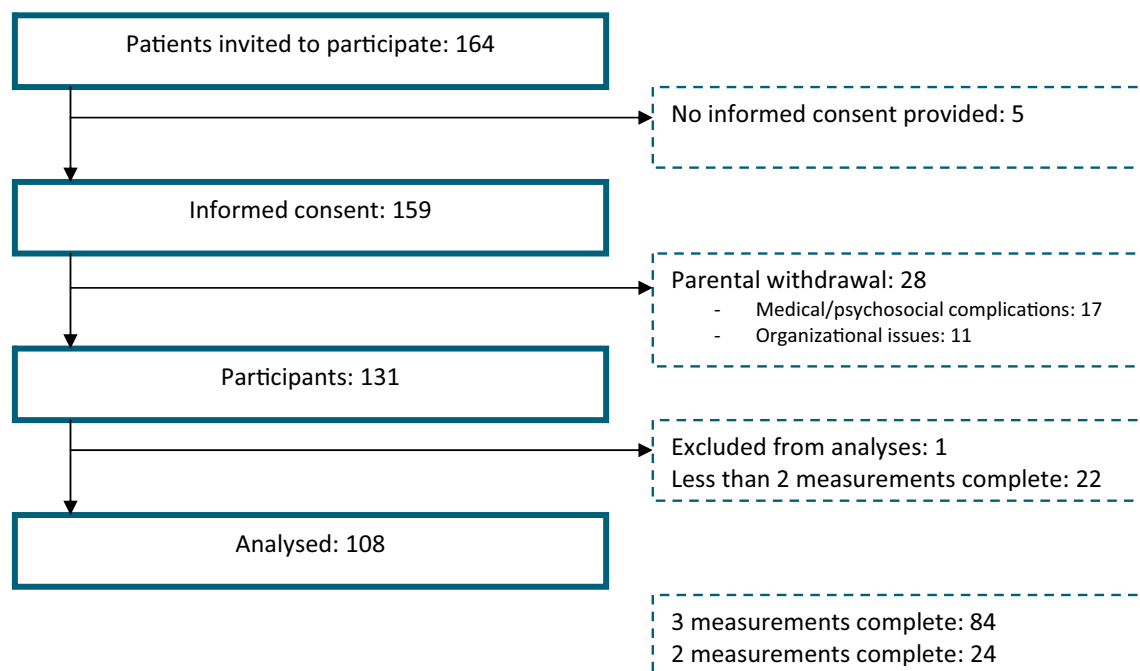 Patients invited to participate: 164
No informed consent provided: 5
Informed consent: 159
Parental withdrawal: 28
- Medical/psychosocial complications: 17
- Organizational issues: 11
Participants: 131
Excluded from analyses: 1
Less than 2 measurements complete: 22
Analysed: 108
3 measurements complete: 84
2 measurements complete: 24